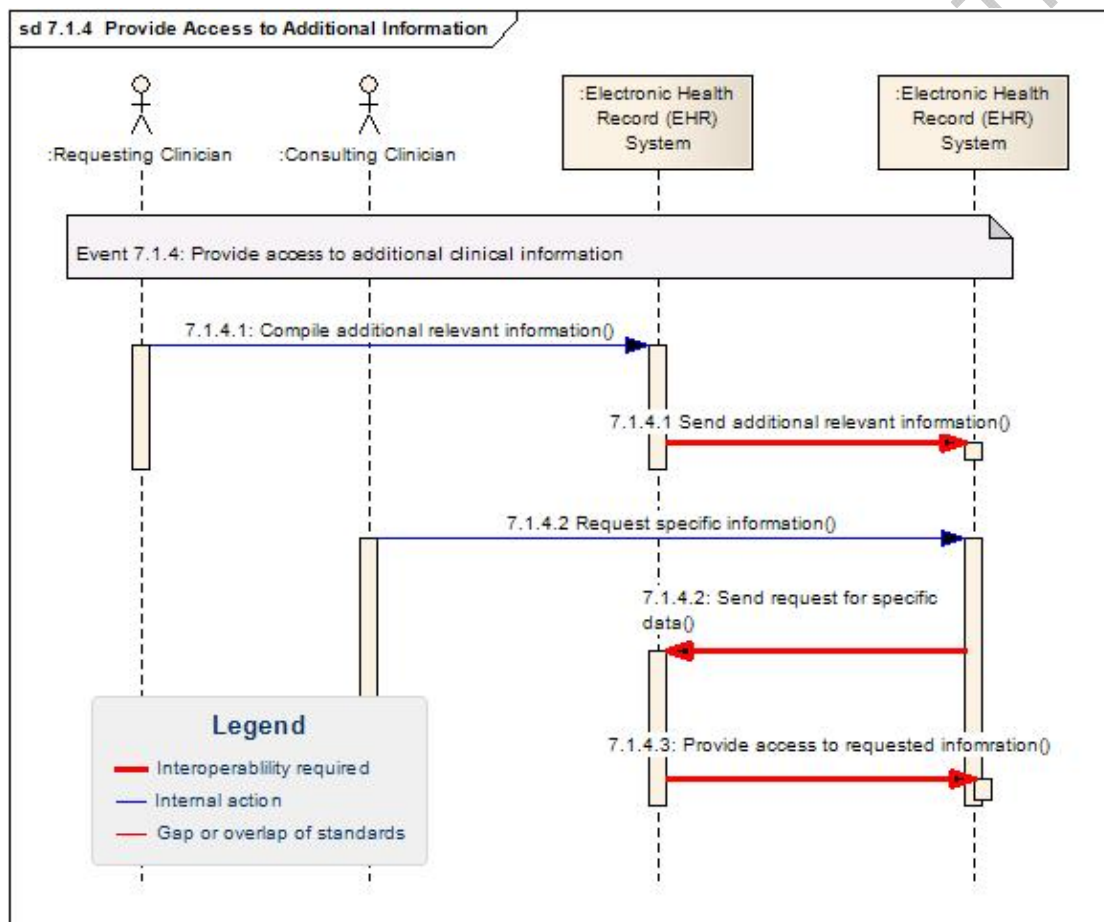 sd 7.1.4 Provide Access to Additional Information
:Requesting Clinician
:Consulting Clinician
:Electronic Health
Record (EHR)
System
:Electronic Health
Record (EHR)
System
Event 7.1.4: Provide access to additional clinical information
7.1.4.1: Compile additional relevant information()
7.1.4.1 Send additional relevant information()
7.1.4.2 Request specific information()
7.1.4.2: Send request for specific
data()
7.1.4.3: Provide access to requested infomration()
Legend
Interoperablility required
Internal action
Gap or overlap of standards